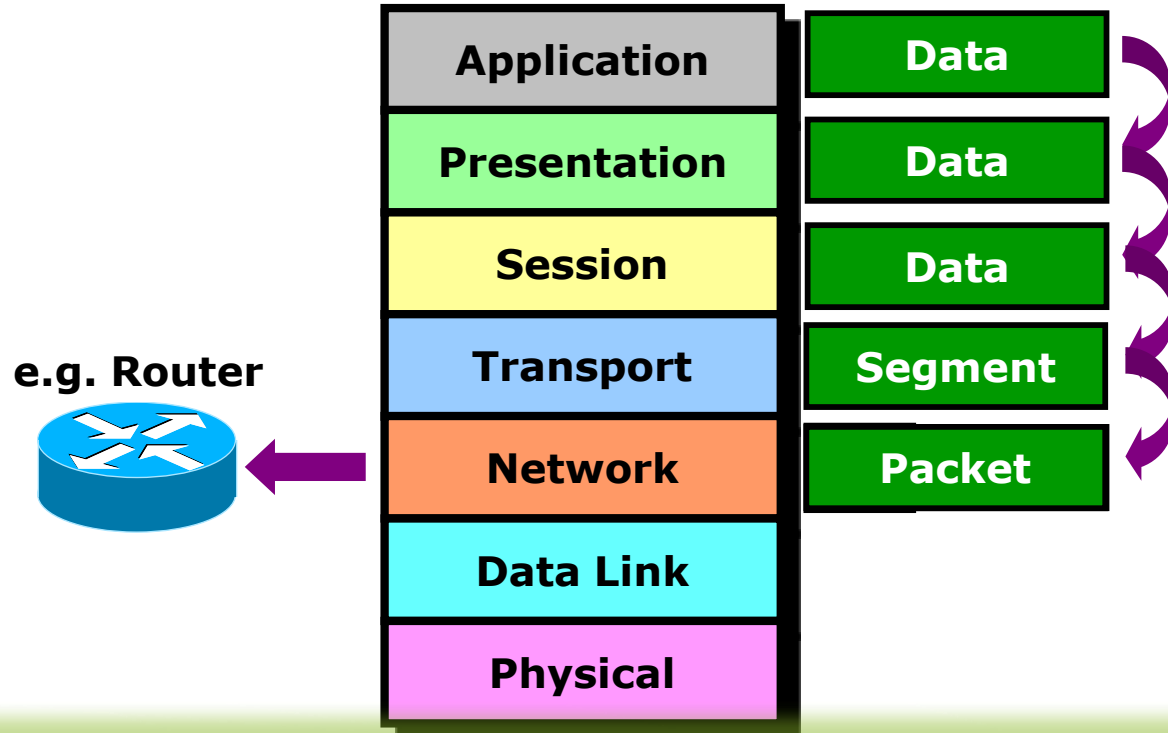 Application
Data
Presentation
Data
Session
Data
e.g. Router
Transport
Segment
Network
Packet
Data Link
Physical